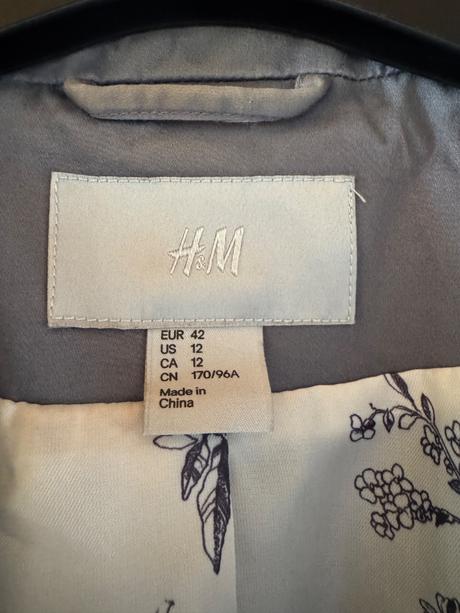 H&M
EUR 42
US 12
CA 12
CN 170/96A
Made in
China